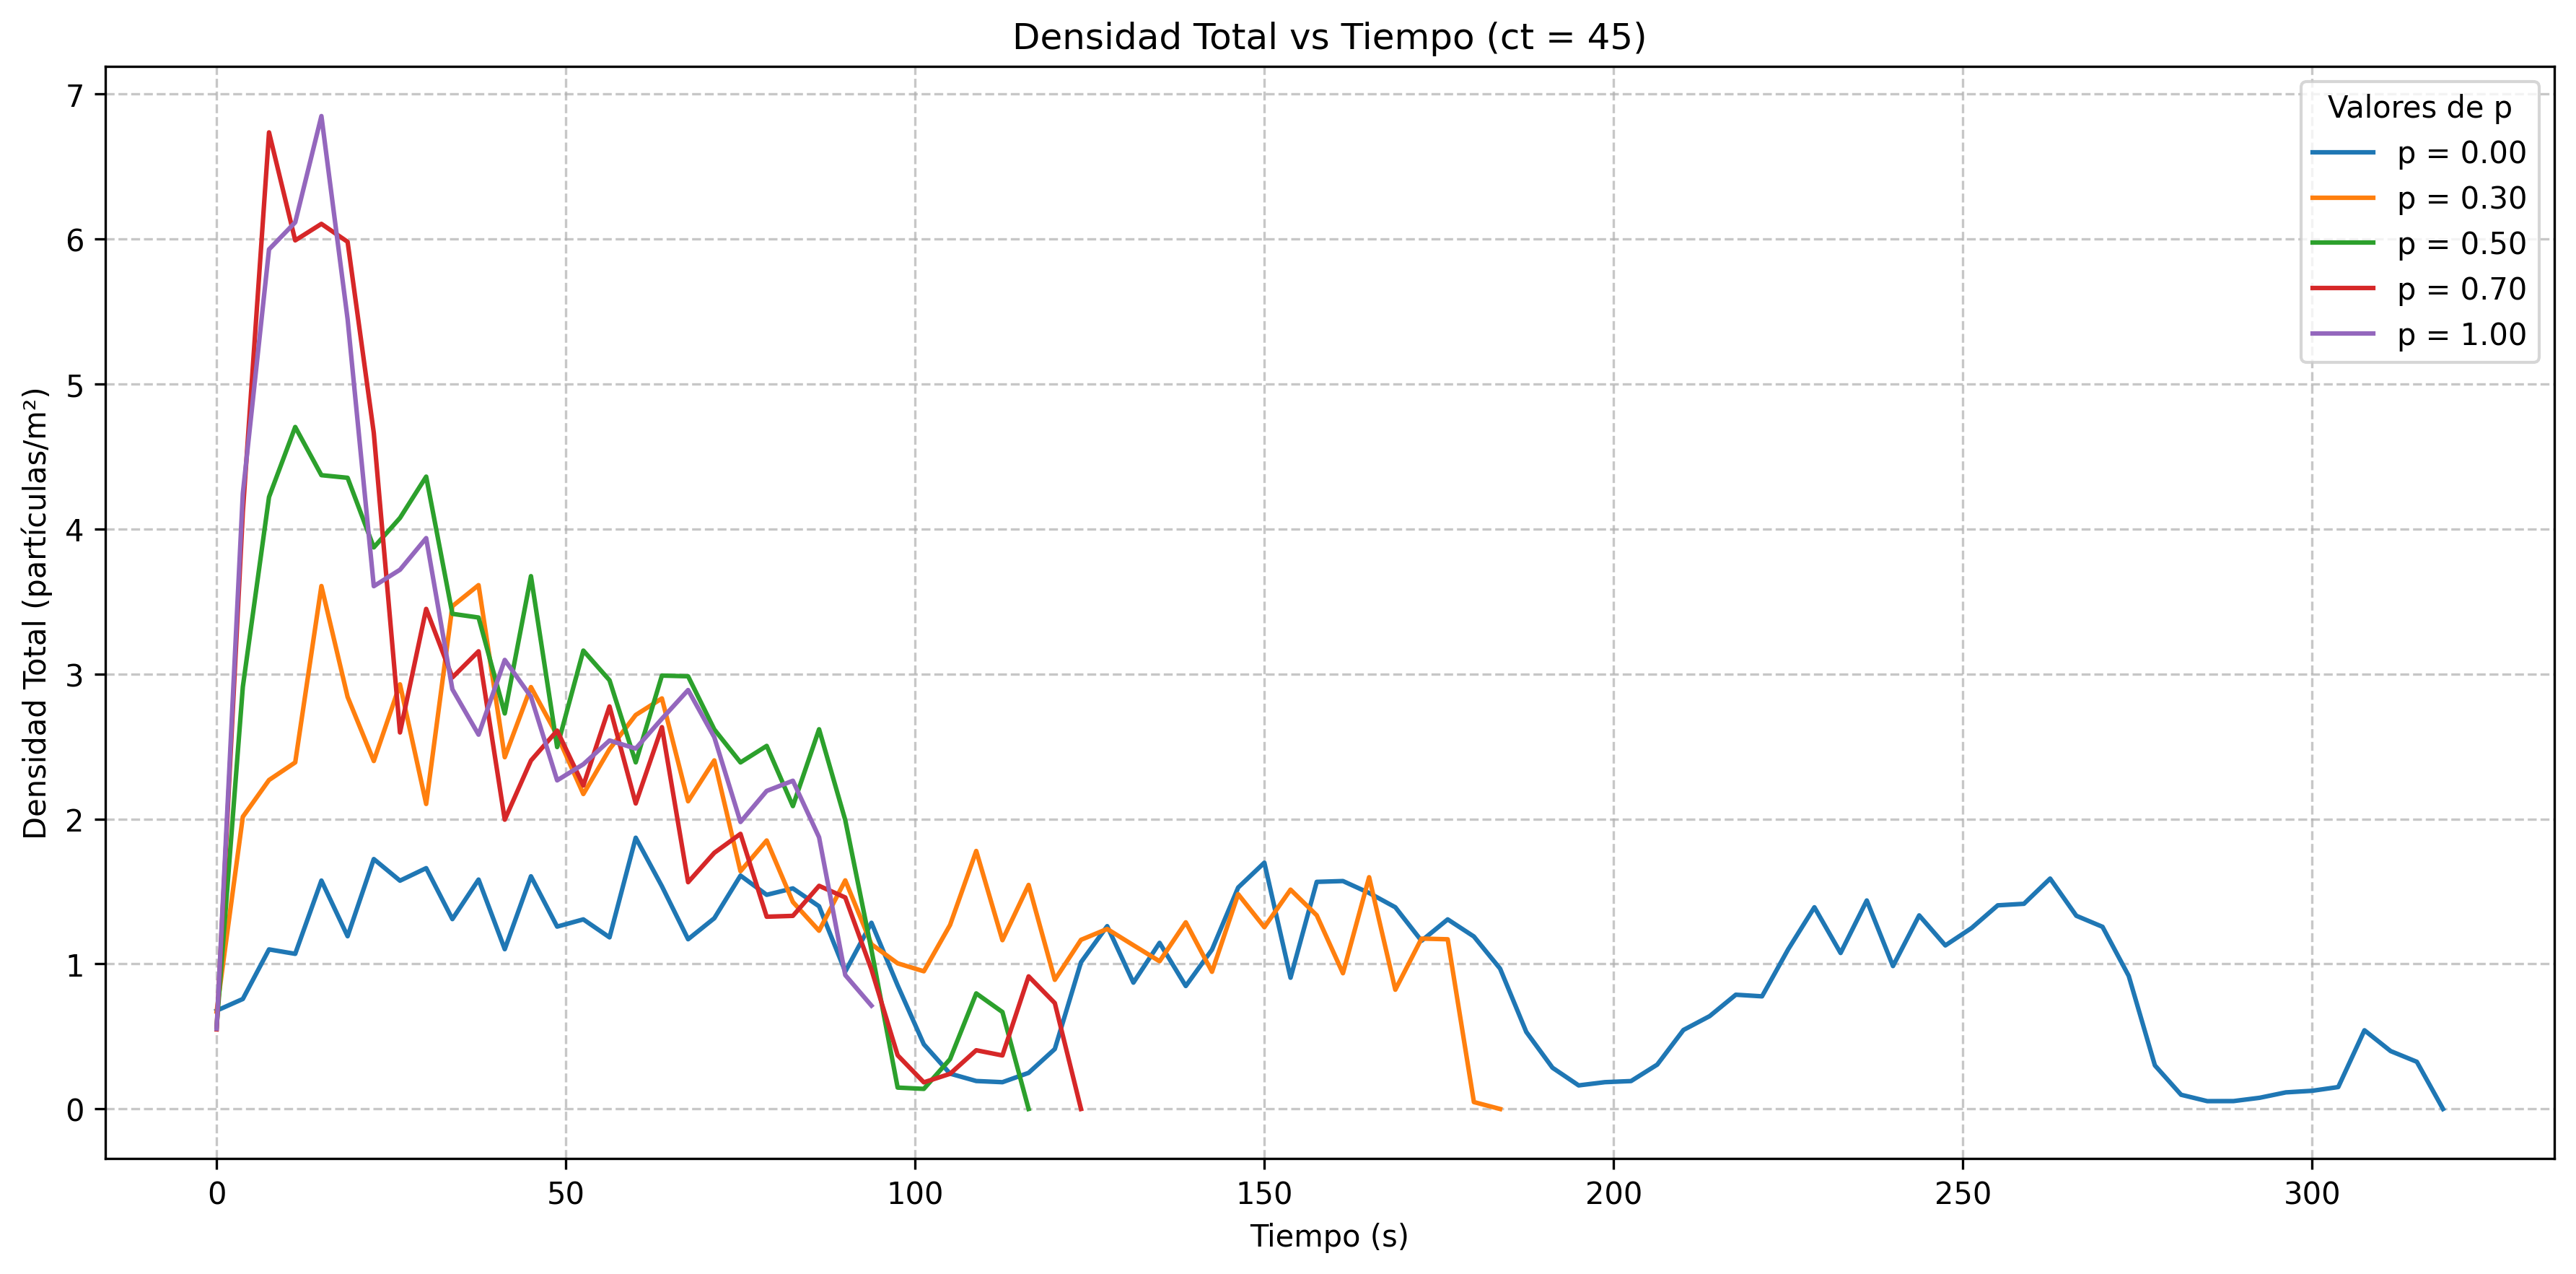 Densidad Total vs Tiempo (ct = 45)
Densidad Total (partículas/m²)
7
6
5
4
3
2
1
0
Valores de p
p = 0.00
p = 0.30
p = 0.50
p = 0.70
p = 1.00
0 50 100 150 200 250 300
Tiempo (s)